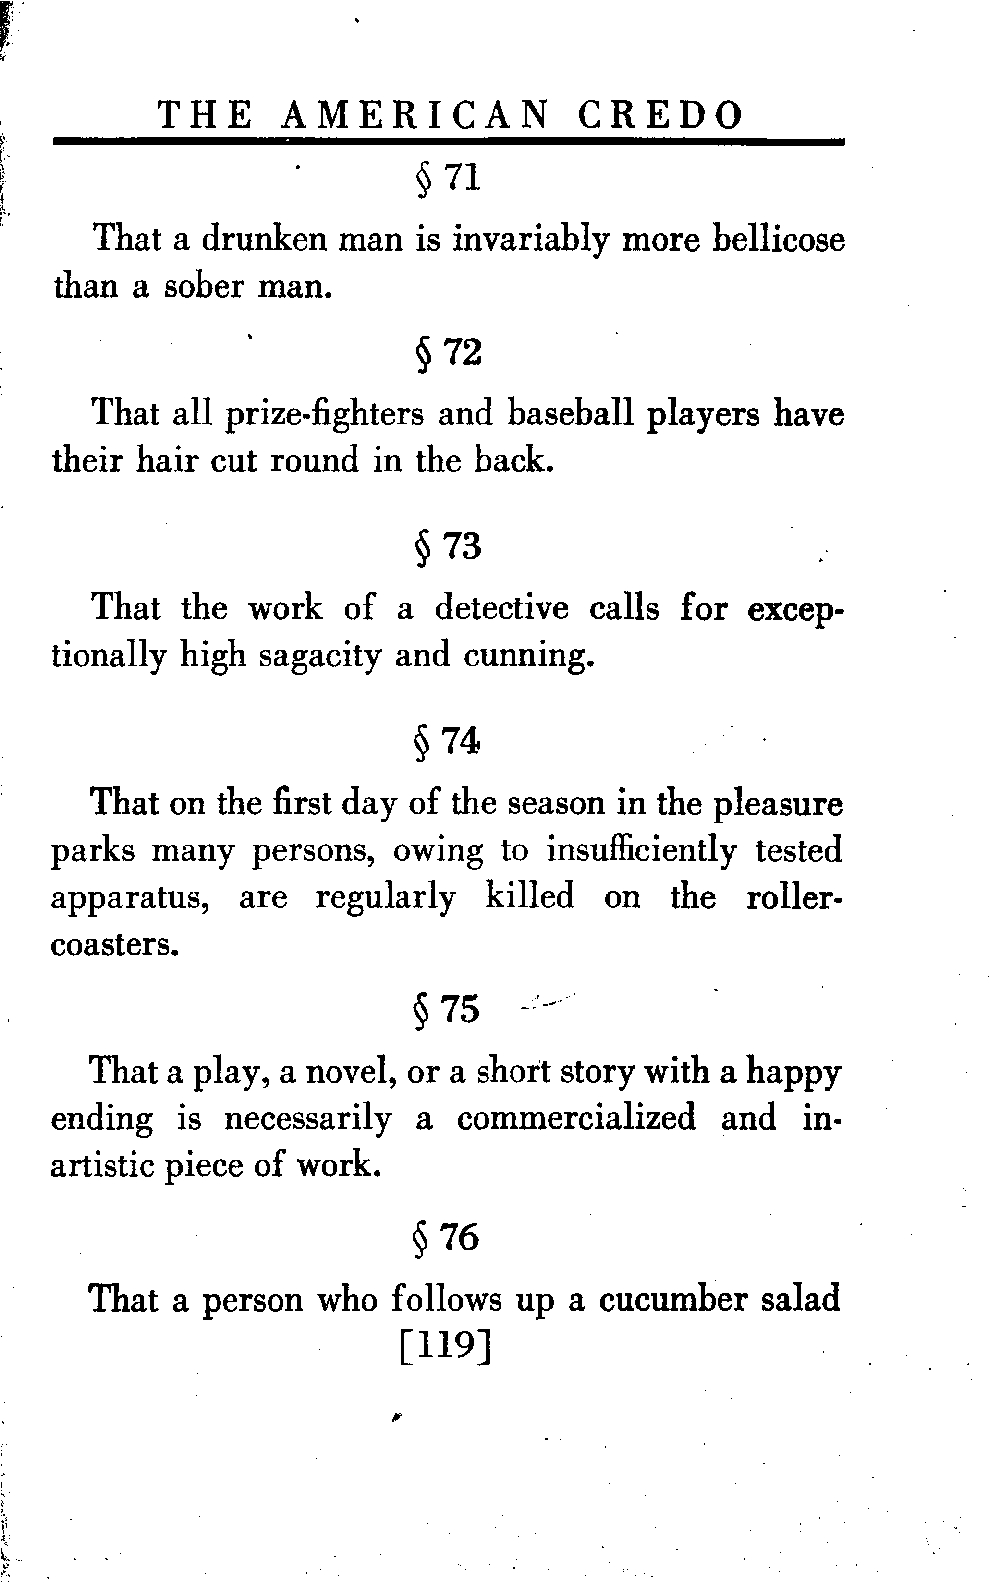 THE AMERICAN CREDO
§ 71
That a drunken man is invariably more bellicose
than a sober man.
§ 72
That all prize-fighters and baseball players have
their hair cut round in the back.
§ 73
That the work of a detective calls for excep-
tionally high sagacity and cunning.
§ 74
That on the first day of the season in the pleasure
parks many persons, owing to insufficiently tested
apparatus, are regularly killed on the roller-
coasters.
§ 75
That a play, a novel, or a short story with a happy
ending is necessarily a commercialized and in-
artistic piece of work.
§ 76
That a person who follows up a cucumber salad
[119]